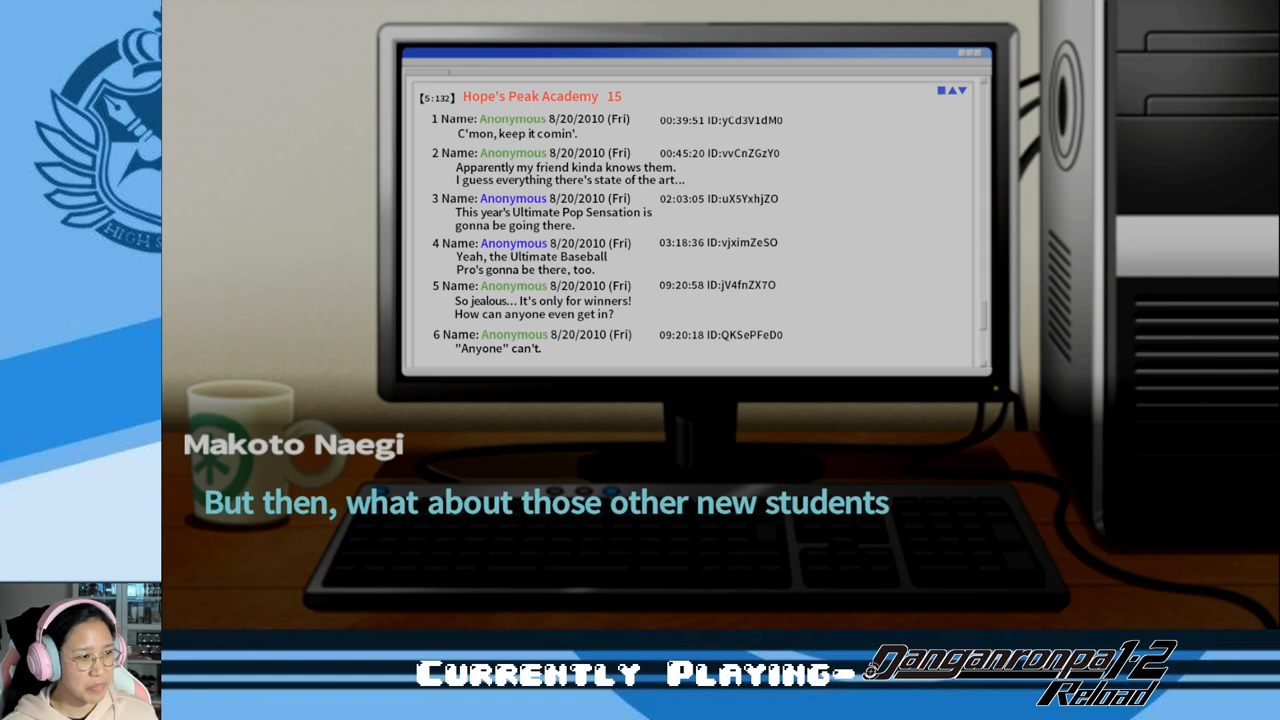 [5:132] Hope's Peak Academy 15
1 Name: Anonymous 8/20/2010 (Fri) 00:39:51 ID:yCd3V1dM0
C'mon, keep it comin'.
2 Name: Anonymous 8/20/2010 (Fri) 00:45:20 ID:vvCnZGzY0
Apparently my friend kinda knows them.
I guess everything there's state of the art...
3 Name: Anonymous 8/20/2010 (Fri) 02:03:05 ID:uX5YxhjZO
This year's Ultimate Pop Sensation is
gonna be going there.
4 Name: Anonymous 8/20/2010 (Fri) 03:18:36 ID:vjximZeSO
Yeah, the Ultimate Baseball
Pro's gonna be there, too.
5 Name: Anonymous 8/20/2010 (Fri) 09:20:58 ID:jV4fnZX7O
So jealous... It's only for winners!
How can anyone even get in?
6 Name: Anonymous 8/20/2010 (Fri) 09:20:18 ID:QKSePFeD0
"Anyone" can't.
Makoto Naegi
But then, what about those other new students
HIGH S
Currently Playing-
Danganronpa 1·2
Reload